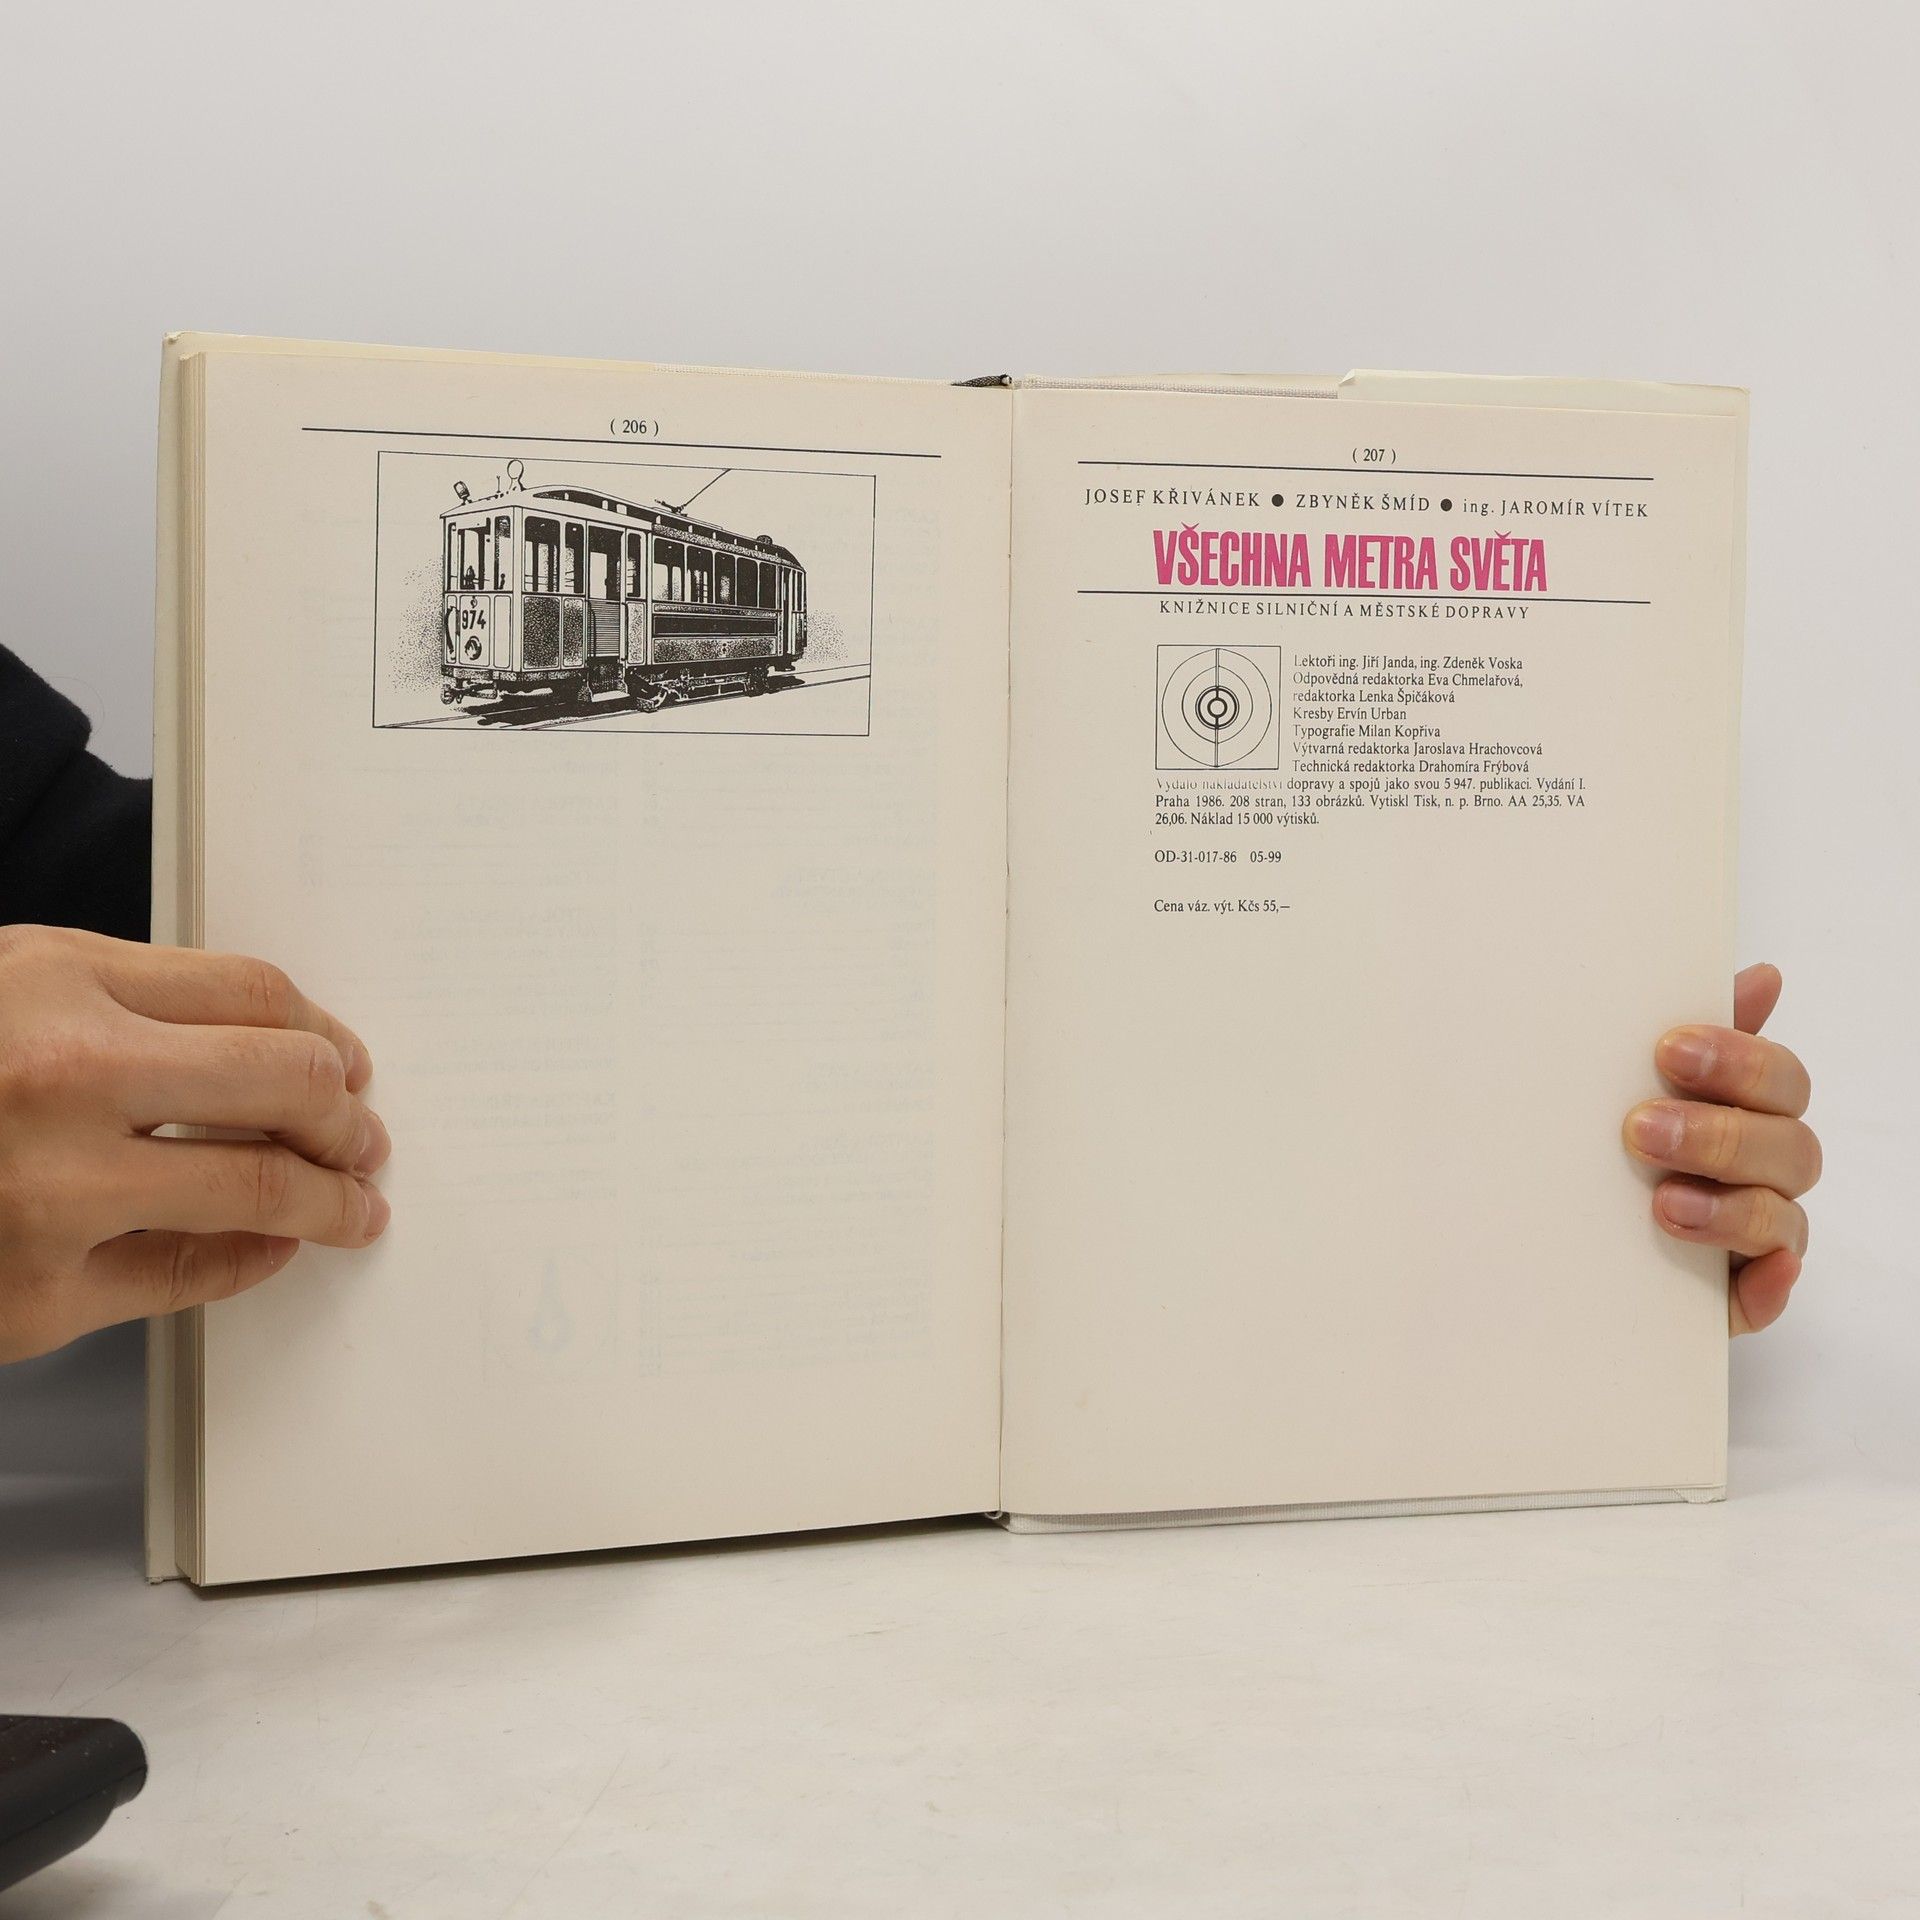 ( 206 )
974
( 207 )
JOSEF KŘIVÁNEK ● ZBYNĚK ŠMÍD ● ing. JAROMÍR VÍTEK
VŠECHNA METRA SVĚTA
KNIŽNICE SILNIČNÍ A MĚSTSKÉ DOPRAVY
Lektoři ing. Jiří Janda, ing. Zdeněk Voska
Odpovědná redaktorka Eva Chmelařová,
redaktorka Lenka Špičáková
Kresby Ervín Urban
Typografie Milan Kopřiva
Výtvarná redaktorka Jaroslava Hrachovcová
Technická redaktorka Drahomíra Frýbová
Vydalo nakladatelství dopravy a spojů jako svou 5 947. publikaci. Vydání I.
Praha 1986. 208 stran, 133 obrázků. Vytiskl Tisk, n. p. Brno. AA 25,35. VA
26,06. Náklad 15 000 výtisků.
OD-31-017-86 05-99
Cena váz. výt. Kčs 55,—